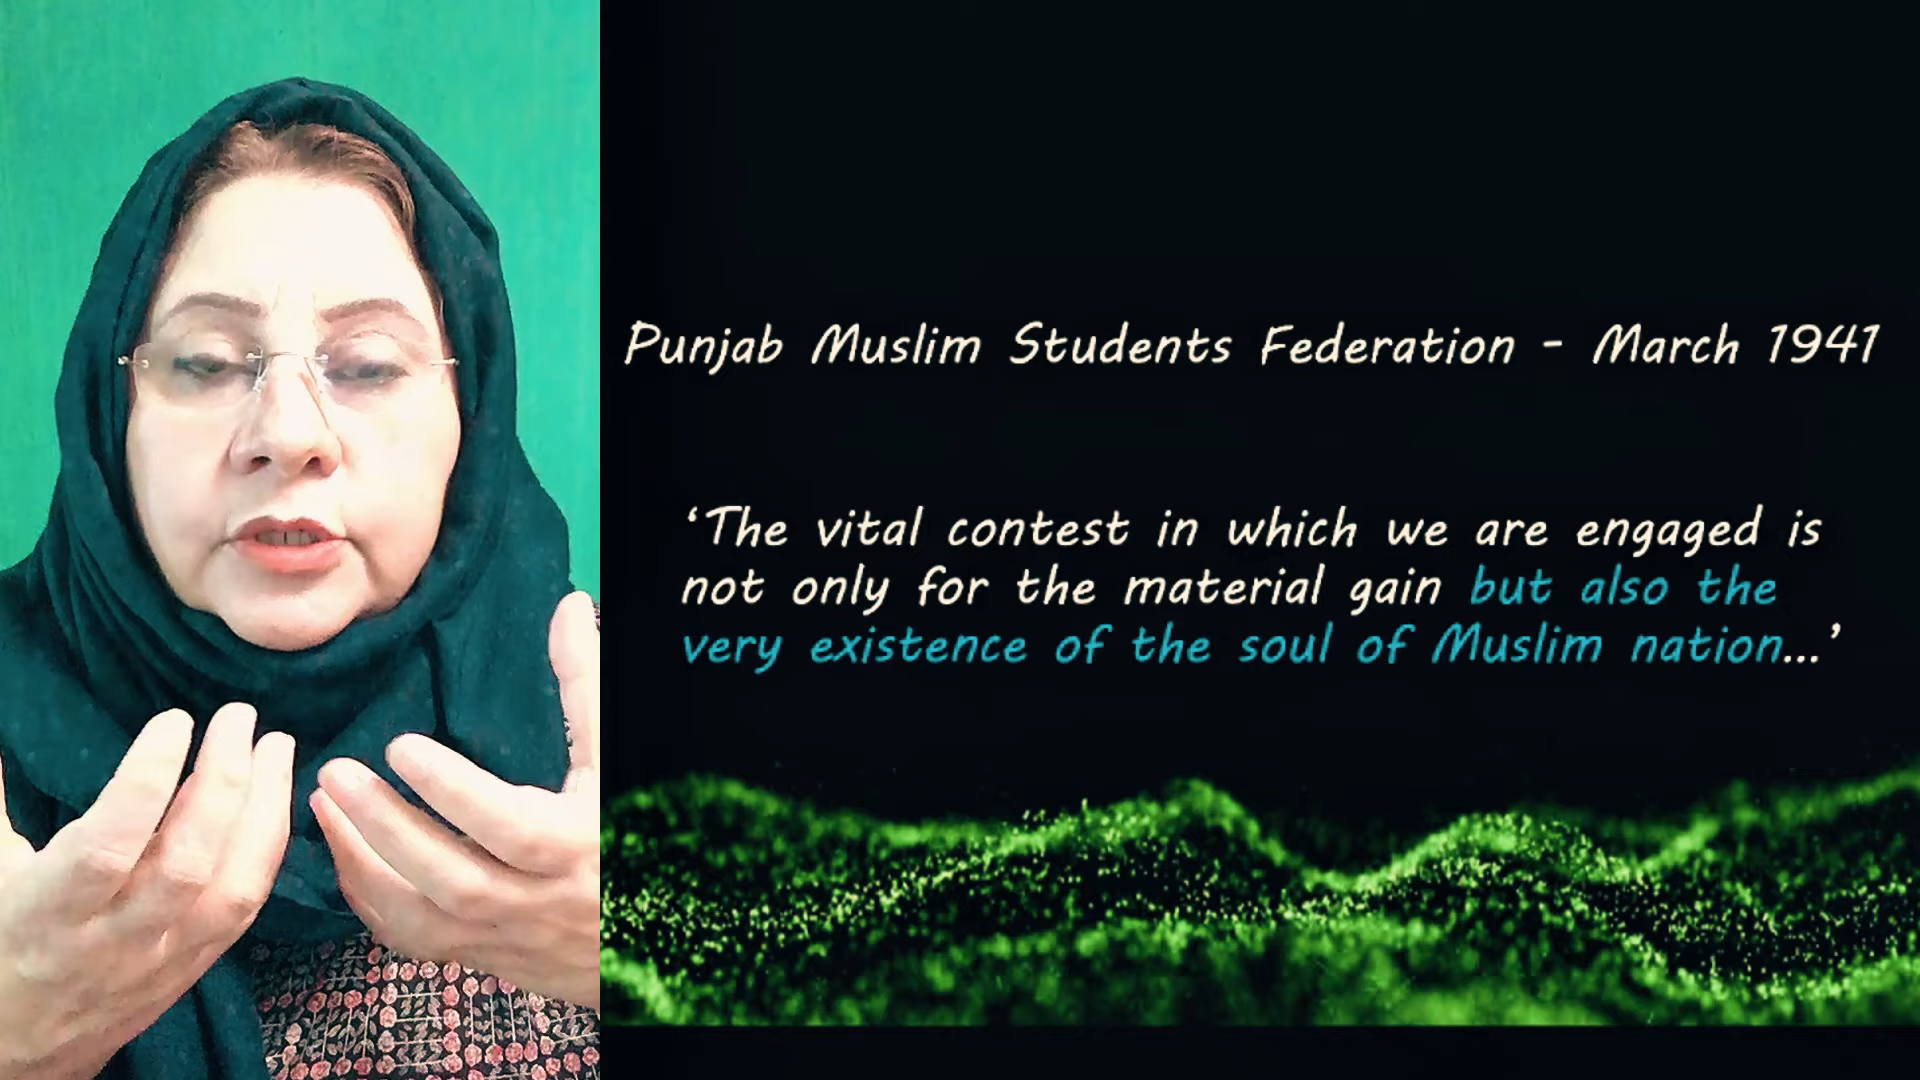 Punjab Muslim Students Federation - March 1941
‘The vital contest in which we are engaged is
not only for the material gain but also the
very existence of the soul of Muslim nation...’